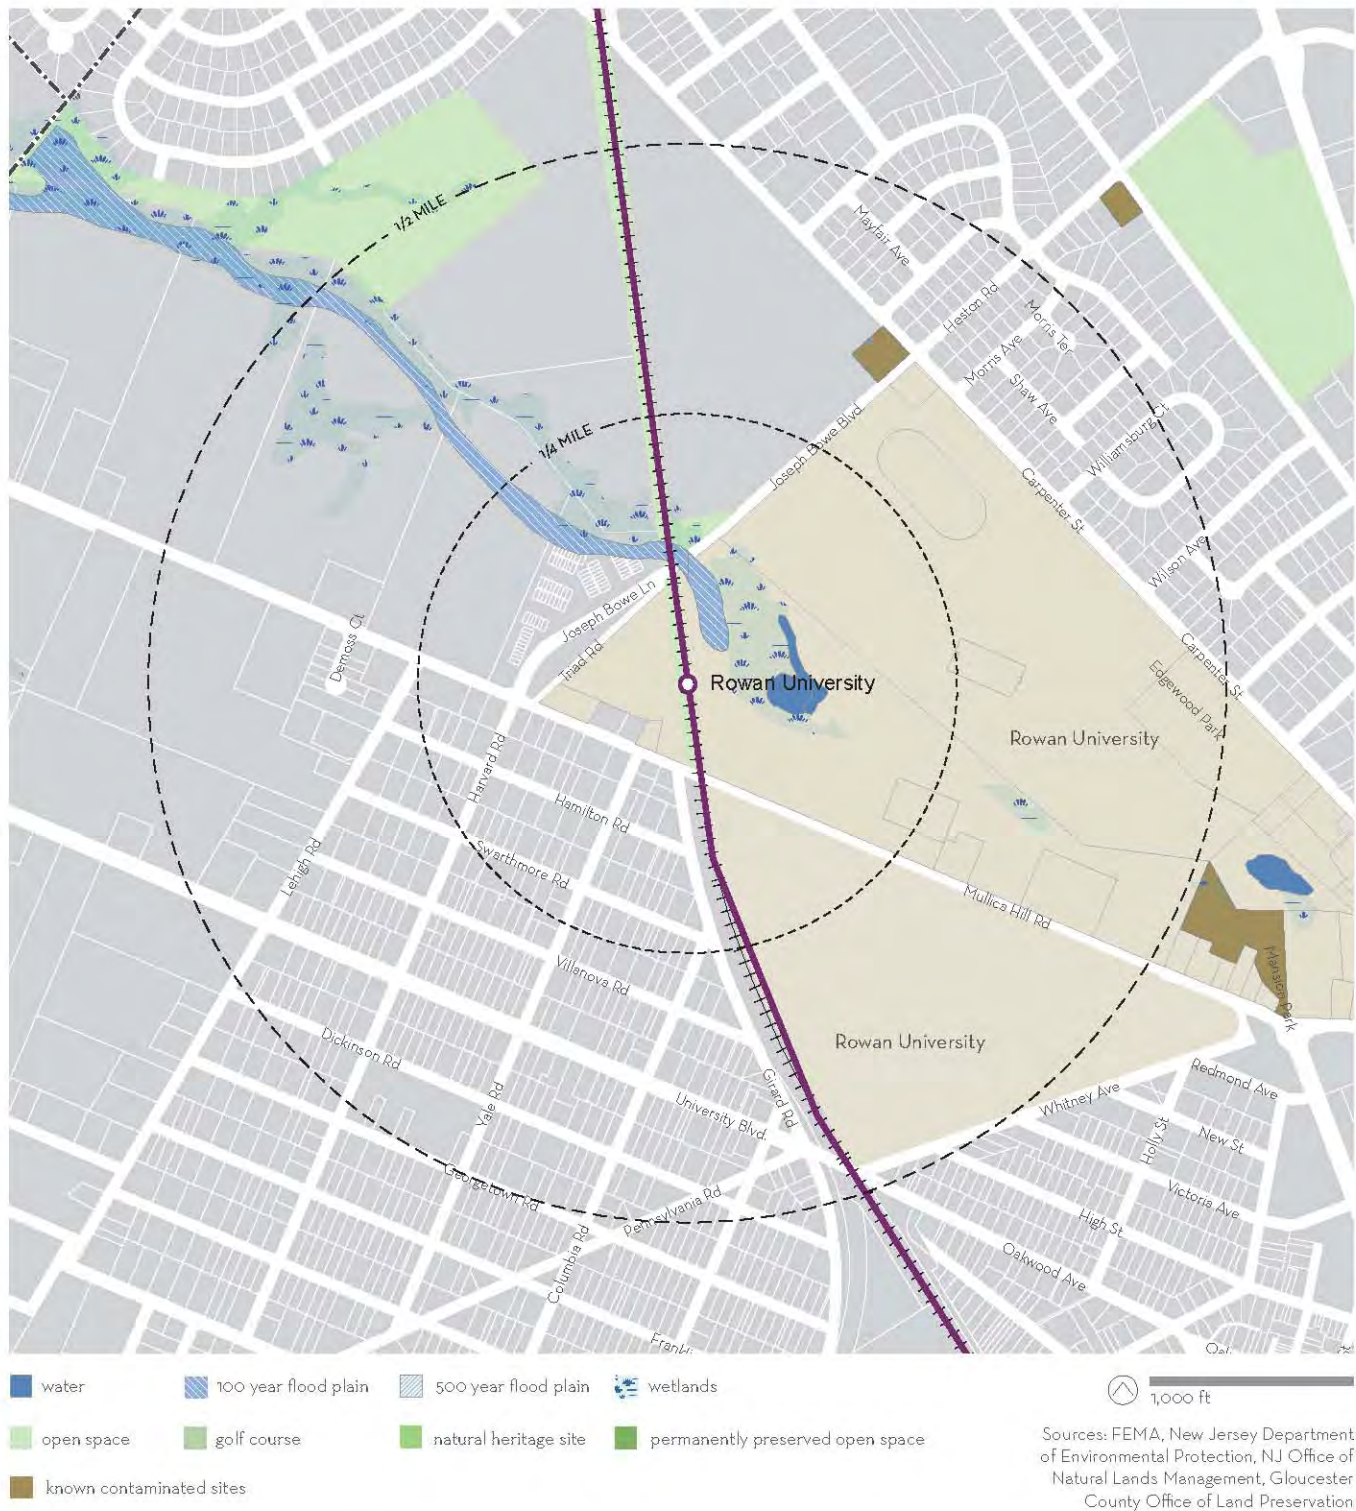 1/2 MILE
Mayfair Ave
Heston Rd
Morris Ter
Morris Ave
Shaw Ave
Williamsburg Ct
1/4 MILE
Joseph Bowe Blvd
Carpenter St
Wilson Ave
Joseph Bowe Ln
Triad Rd
Demoss Ct
Carpenter St
Edgewood Park
Rowan University
Rowan University
Harvard Rd
Hamilton Rd
Swarthmore Rd
Lehigh Rd
Mullica Hill Rd
Mansion Park
Villanova Rd
Dickinson Rd
Rowan University
Girard Rd
Yale Rd
University Blvd.
Whitney Ave
Redmond Ave
New St
Holly St
Georgetown Rd
Pennsylvania Rd
Victoria Ave
High St
Oakwood Ave
Columbia Rd
water
100 year flood plain
500 year flood plain
wetlands
1,000 ft
open space
golf course
natural heritage site
permanently preserved open space
known contaminated sites
Sources: FEMA, New Jersey Department
of Environmental Protection, NJ Office of
Natural Lands Management, Gloucester
County Office of Land Preservation